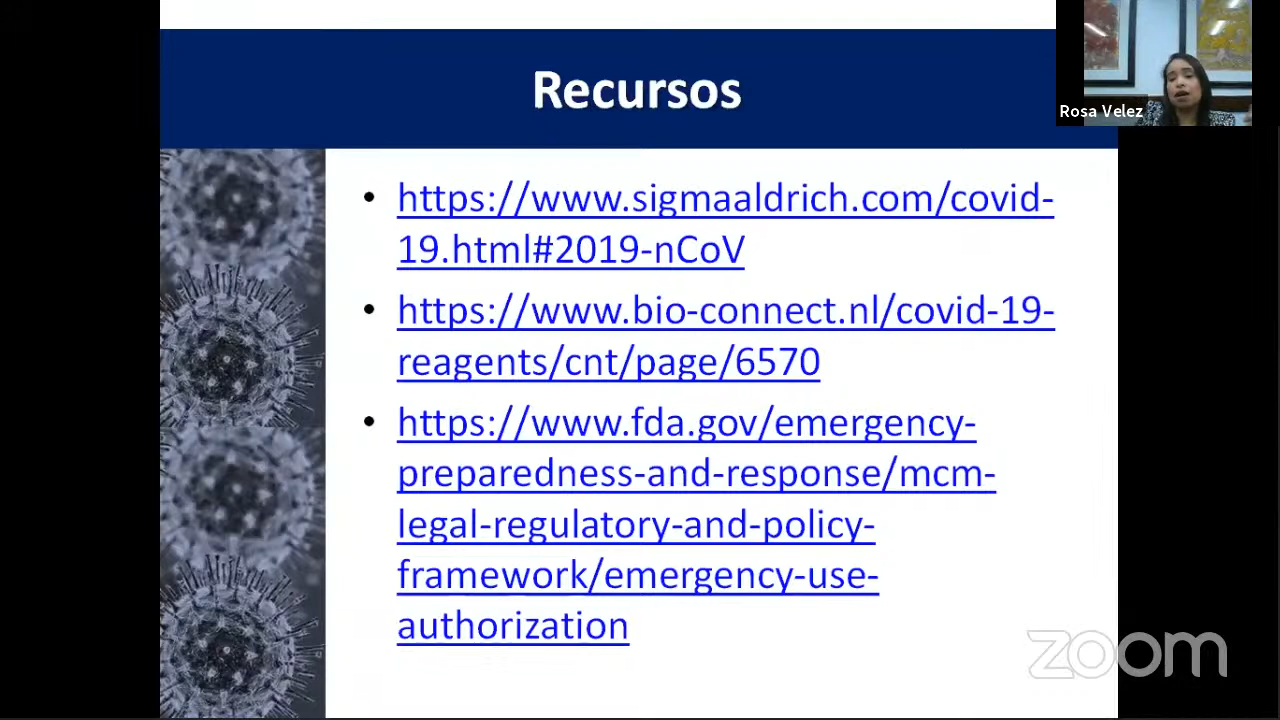 Recursos
Rosa Velez
• https://www.sigmaaldrich.com/covid-
19.html#2019-nCoV
• https://www.bio-connect.nl/covid-19-
reagents/cnt/page/6570
• https://www.fda.gov/emergency-
preparedness-and-response/mcm-
legal-regulatory-and-policy-
framework/emergency-use-
authorization
zoom